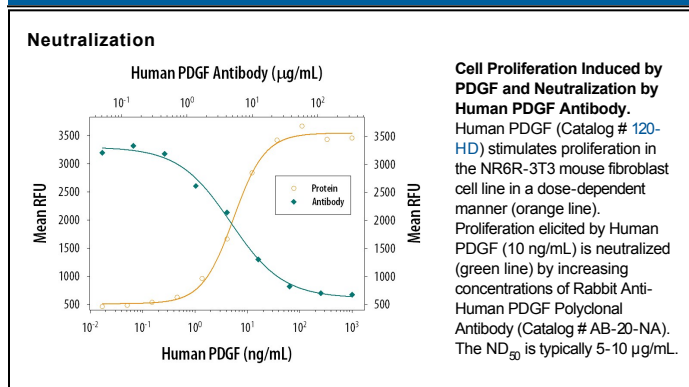 Neutralization
Human PDGF Antibody (µg/mL)
10⁻¹ 10⁰ 10¹ 10²
3500 3500
3000 3000
2500 2500
2000 2000
1500 1500
1000 1000
500 500
Mean RFU
Mean RFU
Protein
Antibody
10⁻² 10⁻¹ 10⁰ 10¹ 10² 10³
Human PDGF (ng/mL)
Cell Proliferation Induced by
PDGF and Neutralization by
Human PDGF Antibody.
Human PDGF (Catalog # 120-
HD) stimulates proliferation in
the NR6R-3T3 mouse fibroblast
cell line in a dose-dependent
manner (orange line).
Proliferation elicited by Human
PDGF (10 ng/mL) is neutralized
(green line) by increasing
concentrations of Rabbit Anti-
Human PDGF Polyclonal
Antibody (Catalog # AB-20-NA).
The ND₅₀ is typically 5-10 µg/mL.